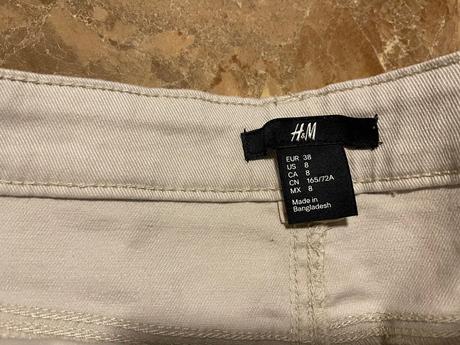 H&M
EUR 38
US 8
CA 8
CN 165/72A
MX 8
Made in
Bangladesh